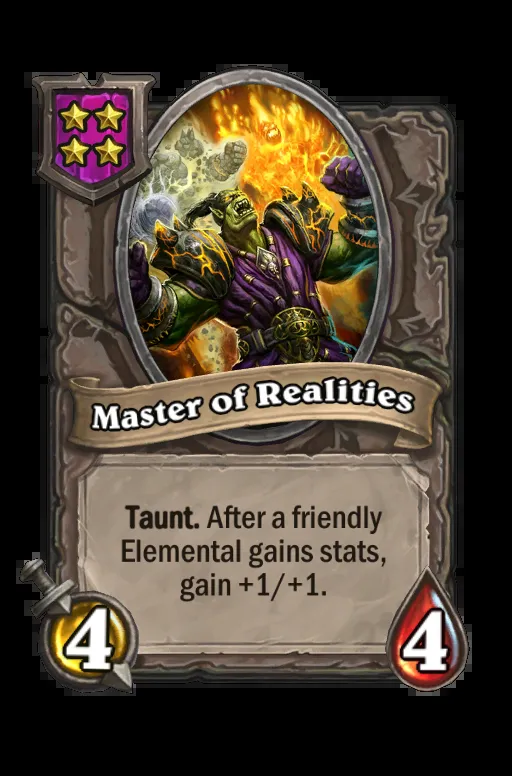 Master of Realities
Taunt. After a friendly
Elemental gains stats,
gain +1/+1.
4
4